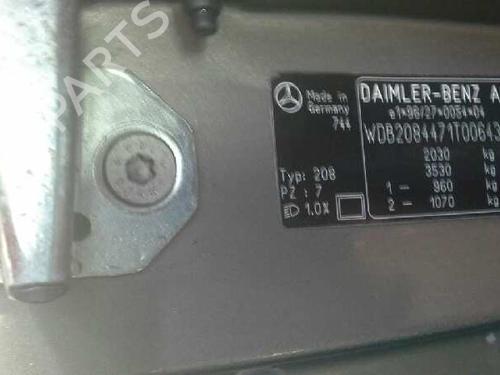 PARTS
Made in
Germany
744
DAIMLER-BENZ A
e1*96/27*0054*04
WDB2084471T00643
2030 kg
3530 kg
1 - 960 kg
2 - 1070 kg
Typ: 208
PZ : 7
1.0X